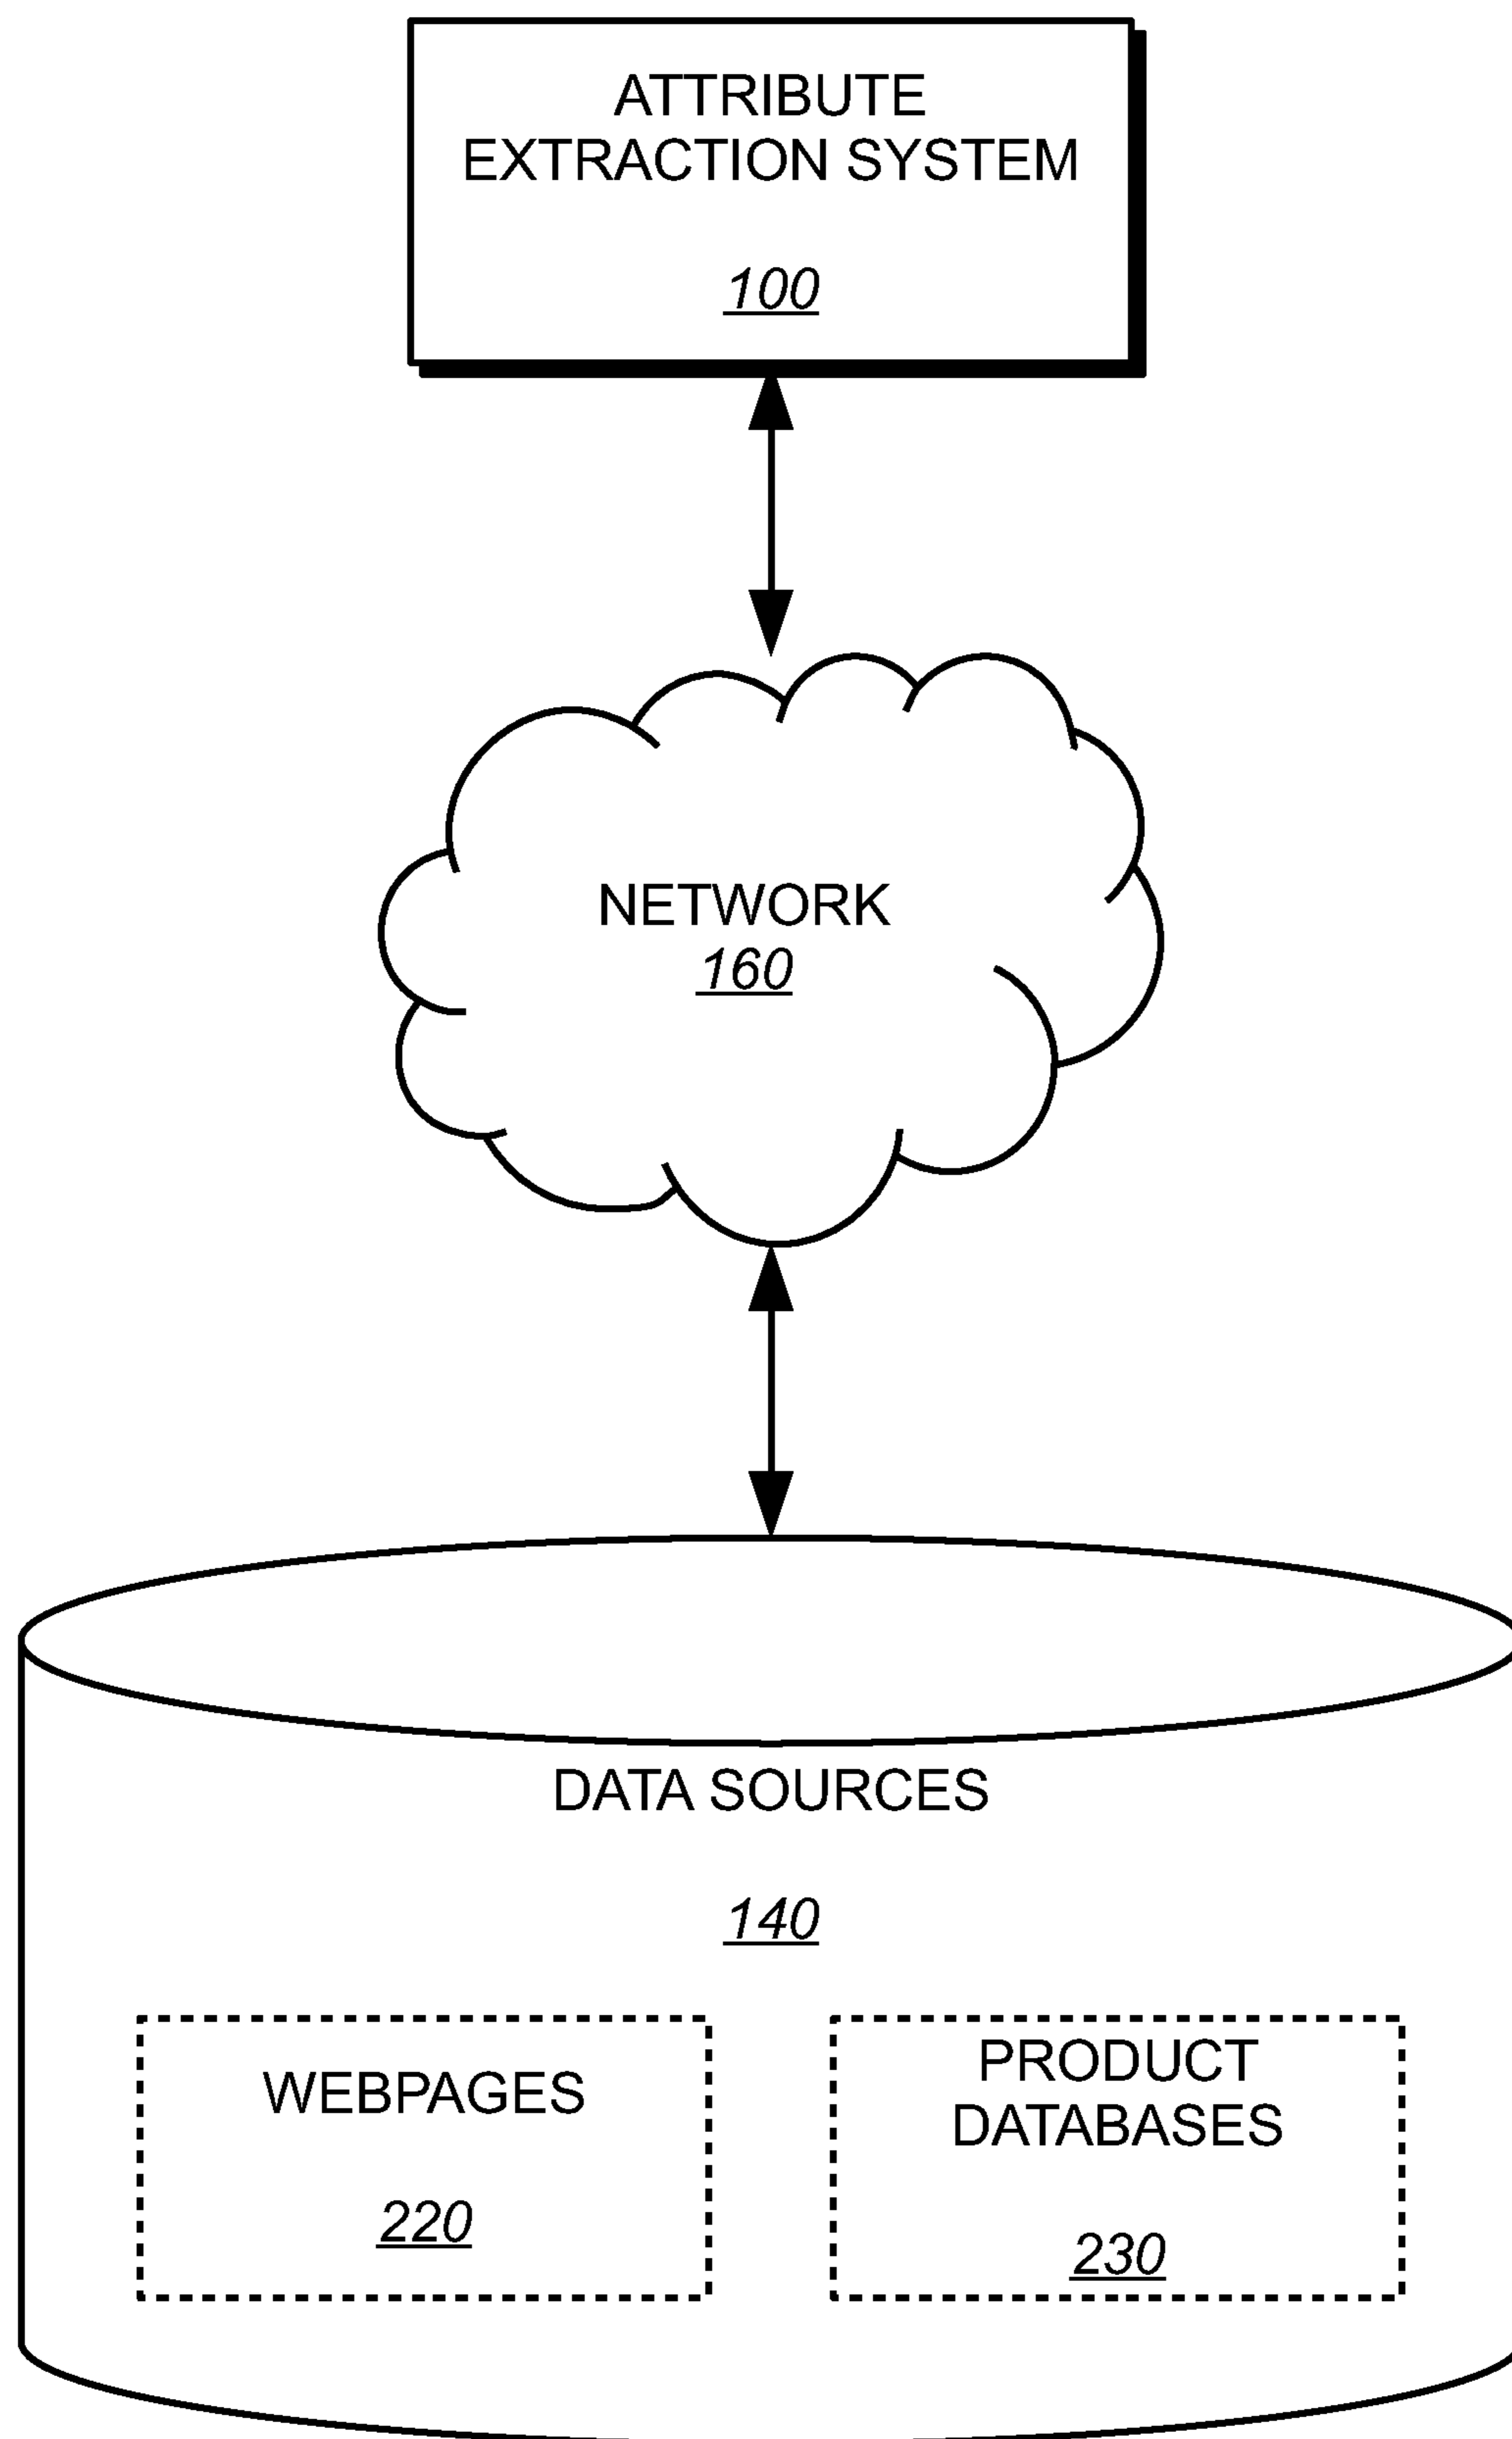 ATTRIBUTE
EXTRACTION SYSTEM
100
NETWORK
160
DATA SOURCES
140
WEBPAGES
220
PRODUCT
DATABASES
230